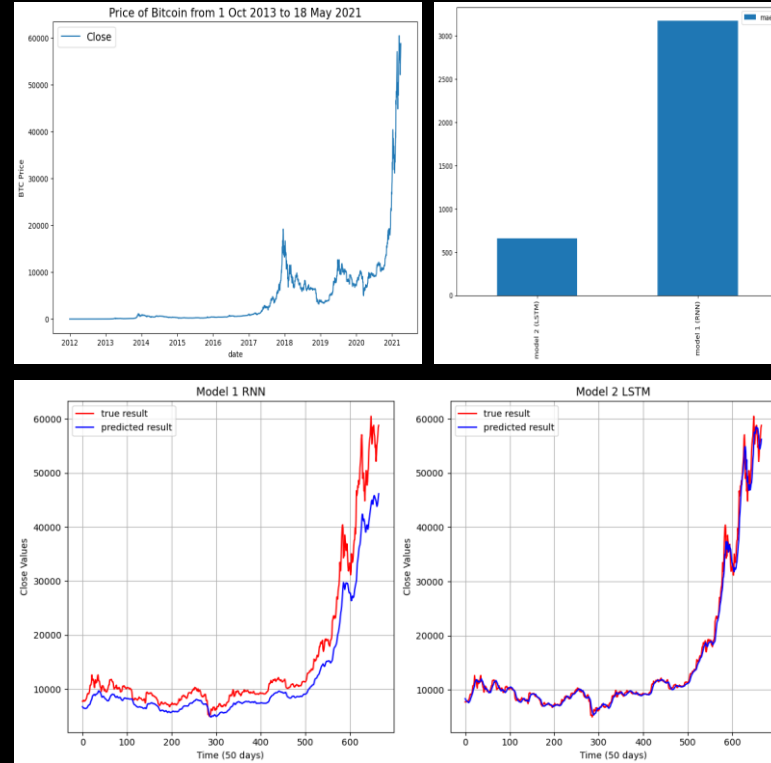 Price of Bitcoin from 1 Oct 2013 to 18 May 2021
Close
60000
50000
40000
30000
20000
10000
0
BTC Price
2012 2013 2014 2015 2016 2017 2018 2019 2020 2021
date
mae
3000
2500
2000
1500
1000
500
0
model 2 (LSTM)
model 1 (RNN)
Model 1 RNN
true result
predicted result
60000
50000
40000
30000
20000
10000
Close Values
0 100 200 300 400 500 600
Time (50 days)
Model 2 LSTM
true result
predicted result
60000
50000
40000
30000
20000
10000
Close Values
0 100 200 300 400 500 600
Time (50 days)